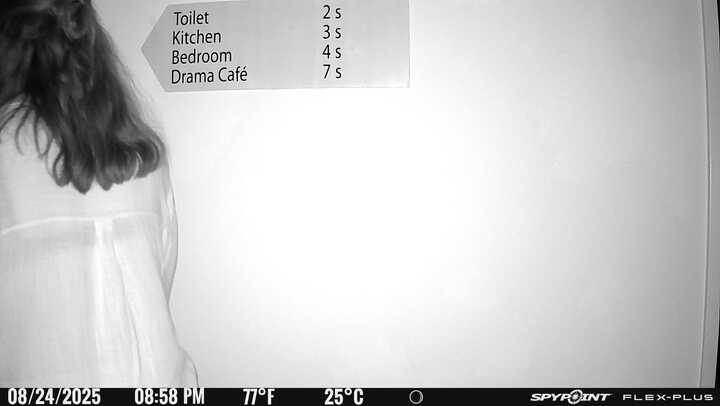 Toilet 2 s
Kitchen 3 s
Bedroom 4 s
Drama Café 7 s
08/24/2025 08:58 PM 77°F 25°C SPYPOINT FLEX-PLUS